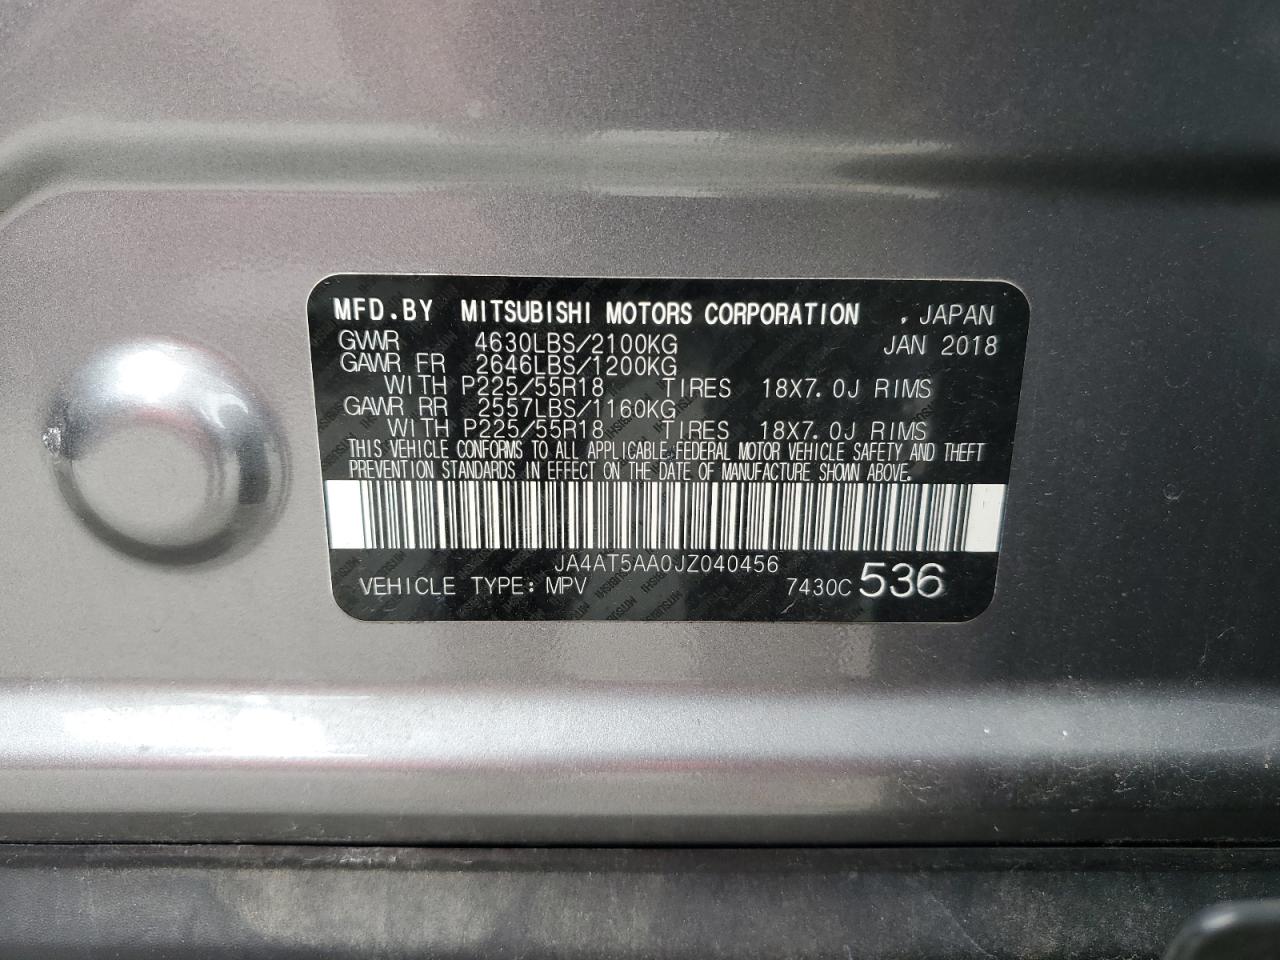 MFD.BY MITSUBISHI MOTORS CORPORATION , JAPAN
GVWR 4630LBS/2100KG JAN 2018
GAWR FR 2646LBS/1200KG
WITH P225/55R18 TIRES 18X7.0J RIMS
GAWR RR 2557LBS/1160KG
WITH P225/55R18 TIRES 18X7.0J RIMS
THIS VEHICLE CONFORMS TO ALL APPLICABLE FEDERAL MOTOR VEHICLE SAFETY AND THEFT
PREVENTION STANDARDS IN EFFECT ON THE DATE OF MANUFACTURE SHOWN ABOVE.
JA4AT5AA0JZ040456
VEHICLE TYPE: MPV 7430C 536